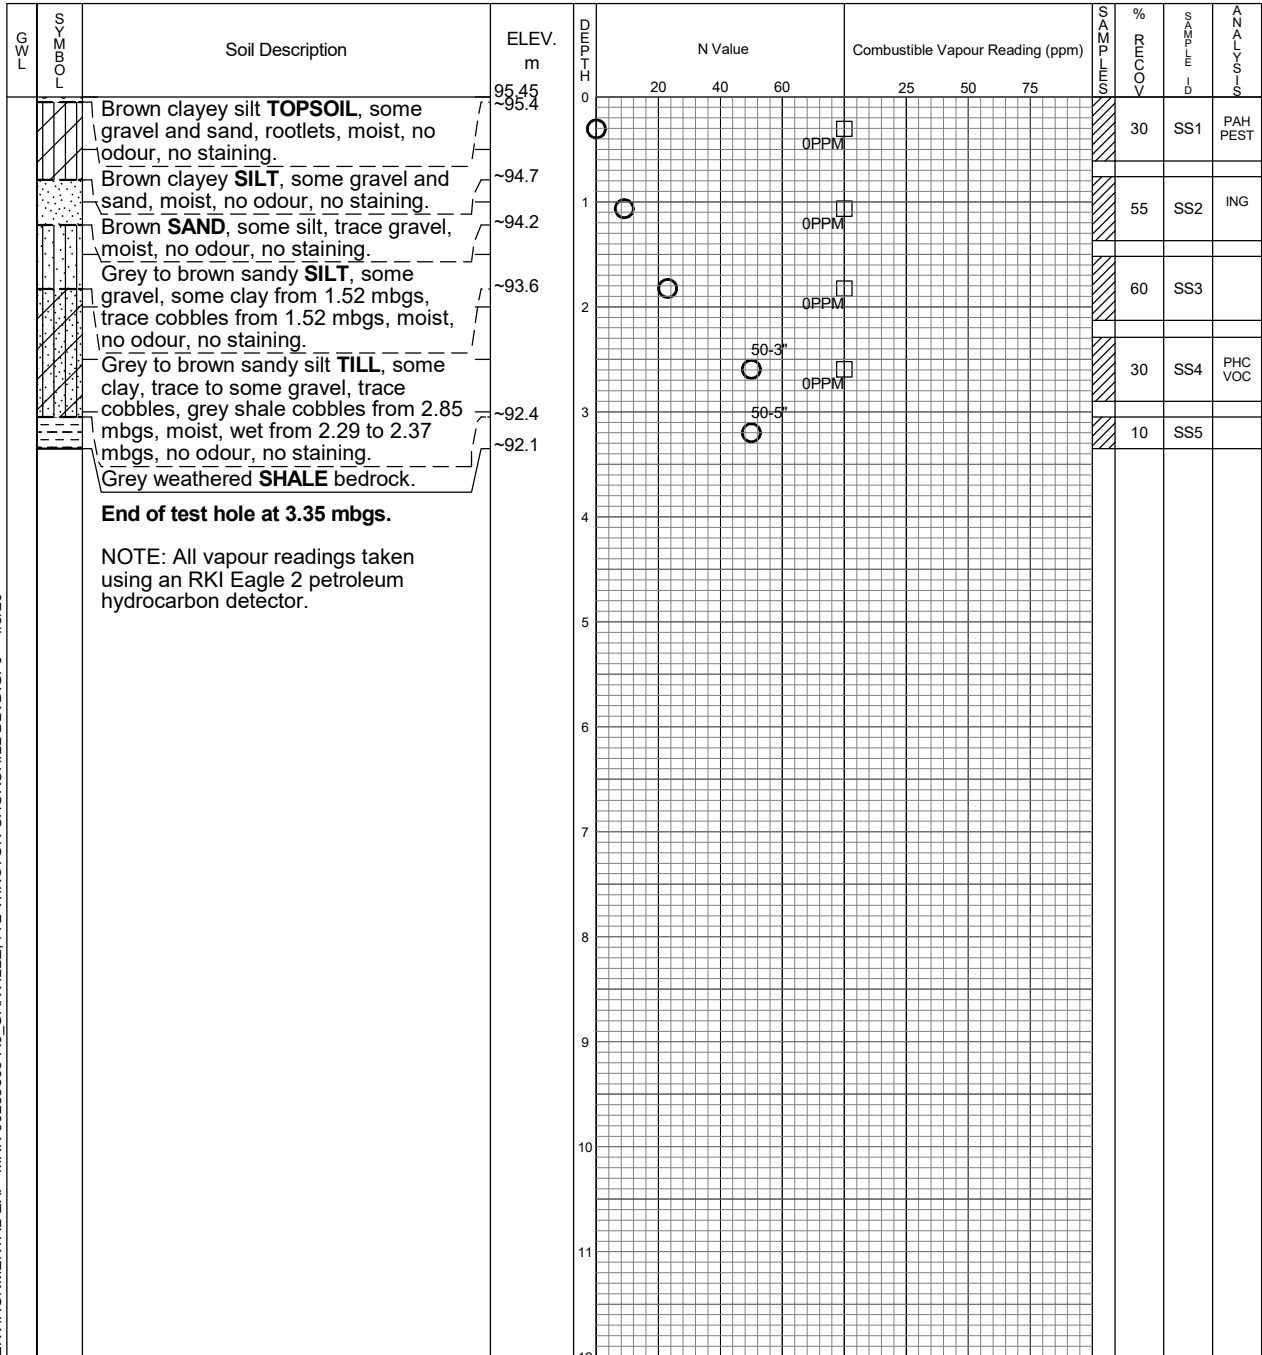 GWL
SYMBOL
Soil Description
ELEV.
m
DEPTH
N Value
Combustible Vapour Reading (ppm)
SAMPLES
% RECOV
SAMPLE ID
ANALYSIS
20 40 60
25 50 75
95.45
~95.4
0
Brown clayey silt TOPSOIL, some
gravel and sand, rootlets, moist, no
odour, no staining.
0PPM
30 SS1 PAH
PEST
Brown clayey SILT, some gravel and
sand, moist, no odour, no staining.
~94.7
1
0PPM
55 SS2 ING
Brown SAND, some silt, trace gravel,
moist, no odour, no staining.
~94.2
Grey to brown sandy SILT, some
gravel, some clay from 1.52 mbgs,
trace cobbles from 1.52 mbgs, moist,
no odour, no staining.
~93.6
2
0PPM
60 SS3
Grey to brown sandy silt TILL, some
clay, trace to some gravel, trace
cobbles, grey shale cobbles from 2.85
mbgs, moist, wet from 2.29 to 2.37
mbgs, no odour, no staining.
50-3"
0PPM
30 SS4 PHC
VOC
~92.4
3
50-5"
10 SS5
~92.1
Grey weathered SHALE bedrock.
End of test hole at 3.35 mbgs.
4
NOTE: All vapour readings taken
using an RKI Eagle 2 petroleum
hydrocarbon detector.
5
6
7
8
9
10
11